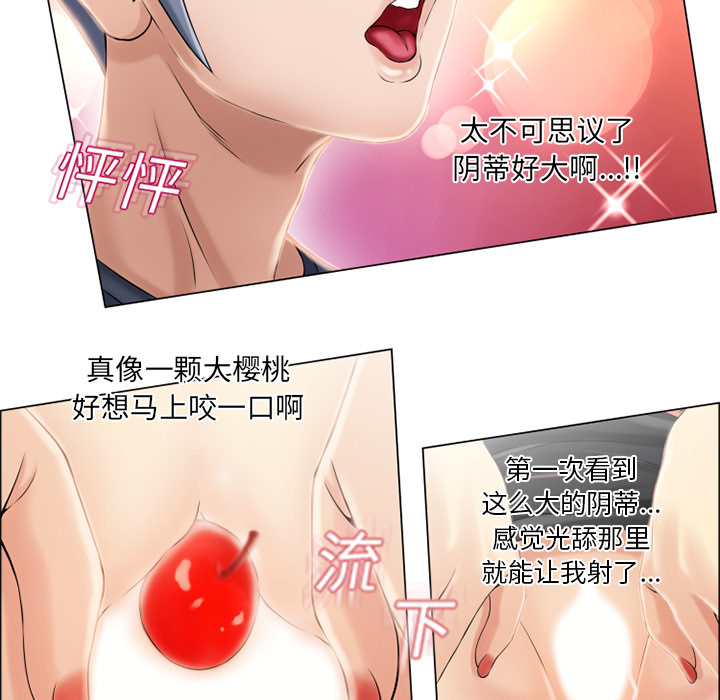 太不可思议了
阴蒂好大啊...!!
怦怦
真像一颗大樱桃
好想马上咬一口啊
第一次看到
这么大的阴蒂...
感觉光舔那里
就能让我射了...
流下